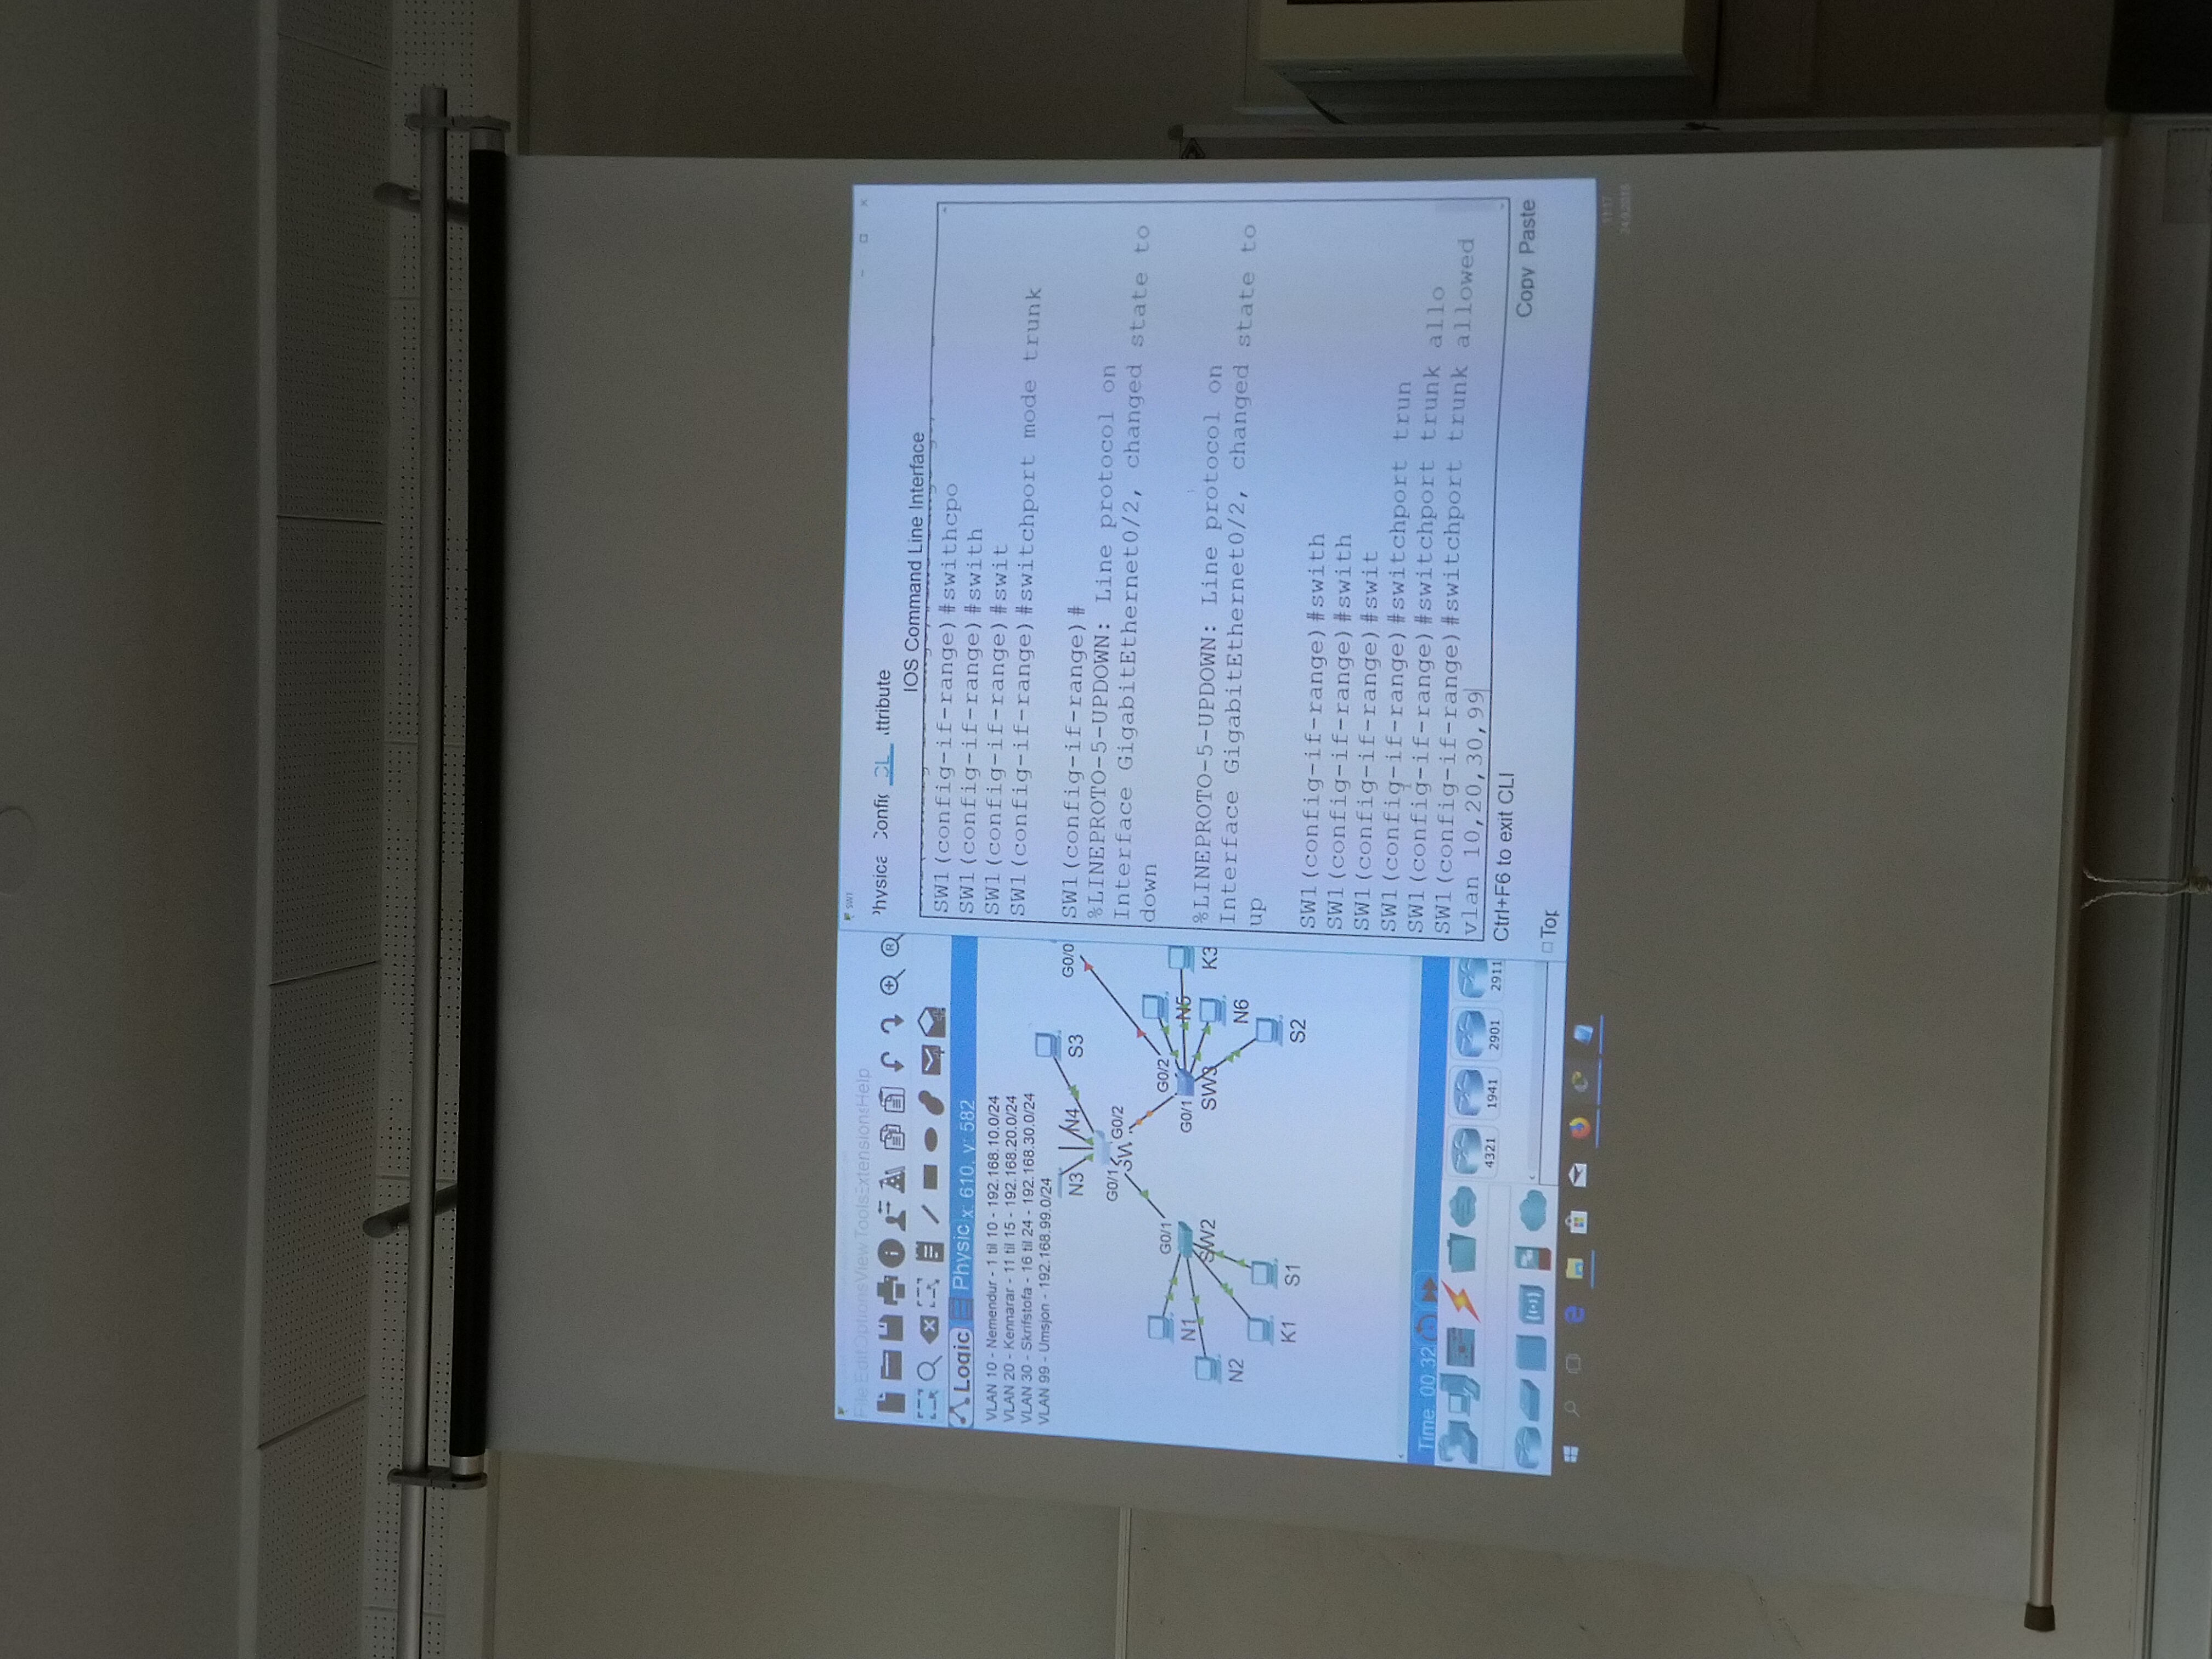 File Edit Options View Tools Extensions Help
Logic Physic x: 610, y: 582
VLAN 10 - Nemendur - 1 til 10 - 192.168.10.0/24
VLAN 20 - Kennarar - 11 til 15 - 192.168.20.0/24
VLAN 30 - Skrifstofa - 16 til 24 - 192.168.30.0/24
VLAN 99 - Umsjon - 192.168.99.0/24
N3
N4
S3
G0/0
G0/1
SW
G0/2
G0/1
G0/2
N1
SW2
G0/1
SW3
N5
K3
N2
N6
K1
S1
S2
Time: 00:32
4321
1941
2901
2911
SW1
Physica Config CL ttribute
IOS Command Line Interface
SW1(config-if-range)#swithcpo
SW1(config-if-range)#swith
SW1(config-if-range)#swit
SW1(config-if-range)#switchport mode trunk
SW1(config-if-range)#
%LINEPROTO-5-UPDOWN: Line protocol on
Interface GigabitEthernet0/2, changed state to
down
%LINEPROTO-5-UPDOWN: Line protocol on
Interface GigabitEthernet0/2, changed state to
up
SW1(config-if-range)#swith
SW1(config-if-range)#swith
SW1(config-if-range)#swit
SW1(config-if-range)#switchport trun
SW1(config-if-range)#switchport trunk allo
SW1(config-if-range)#switchport trunk allowed
vlan 10,20,30,99
Ctrl+F6 to exit CLI
Copy Paste
Top